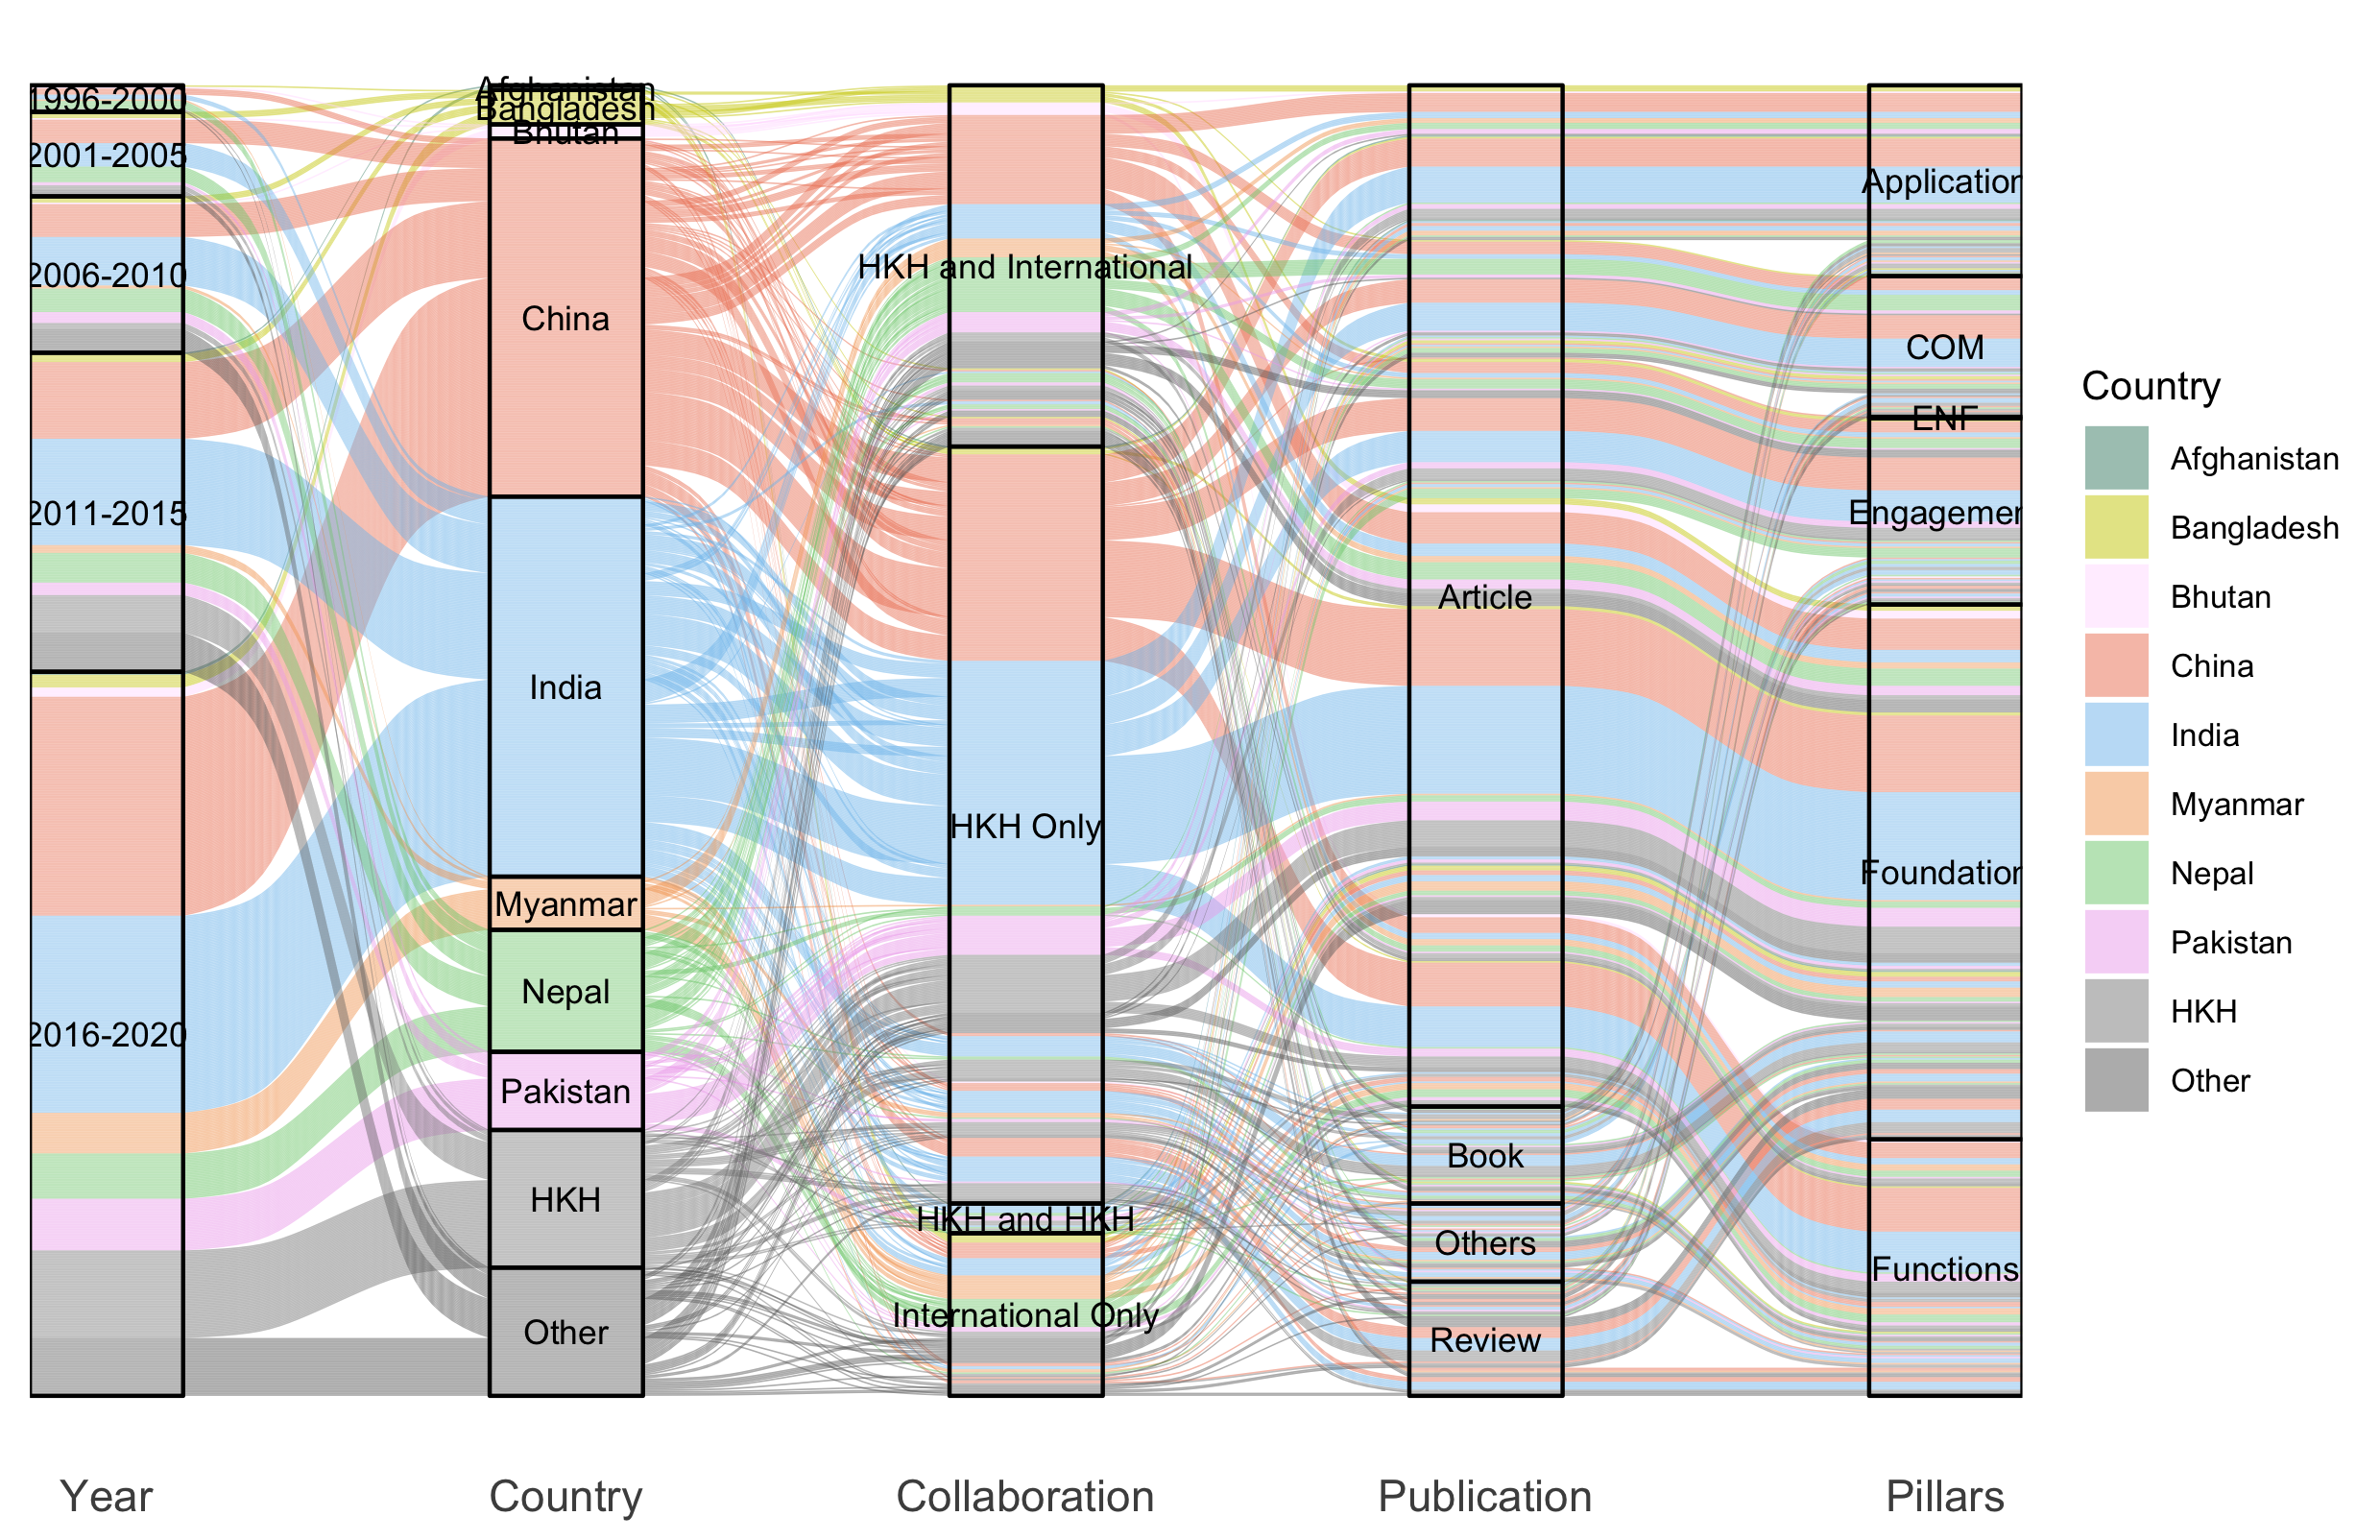 1996-2000
2001-2005
2006-2010
2011-2015
2016-2020
Afghanistan
Bangladesh
Bhutan
China
India
Myanmar
Nepal
Pakistan
HKH
Other
HKH and International
HKH Only
HKH and HKH
International Only
Article
Book
Others
Review
Application
COM
ENF
Engagemen
Foundation
Functions
Country
Afghanistan
Bangladesh
Bhutan
China
India
Myanmar
Nepal
Pakistan
HKH
Other
Year
Country
Collaboration
Publication
Pillars